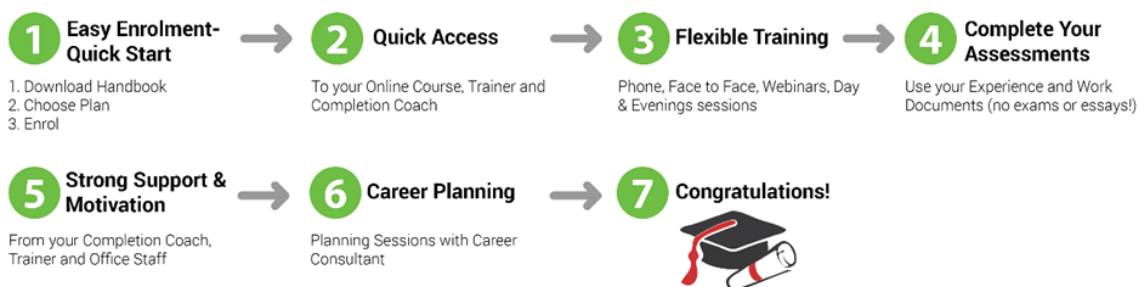 1
Easy Enrolment-
Quick Start
1. Download Handbook
2. Choose Plan
3. Enrol
2
Quick Access
To your Online Course, Trainer and
Completion Coach
3
Flexible Training
Phone, Face to Face, Webinars, Day
& Evenings sessions
4
Complete Your
Assessments
Use your Experience and Work
Documents (no exams or essays!)
5
Strong Support &
Motivation
From your Completion Coach,
Trainer and Office Staff
6
Career Planning
Planning Sessions with Career
Consultant
7
Congratulations!